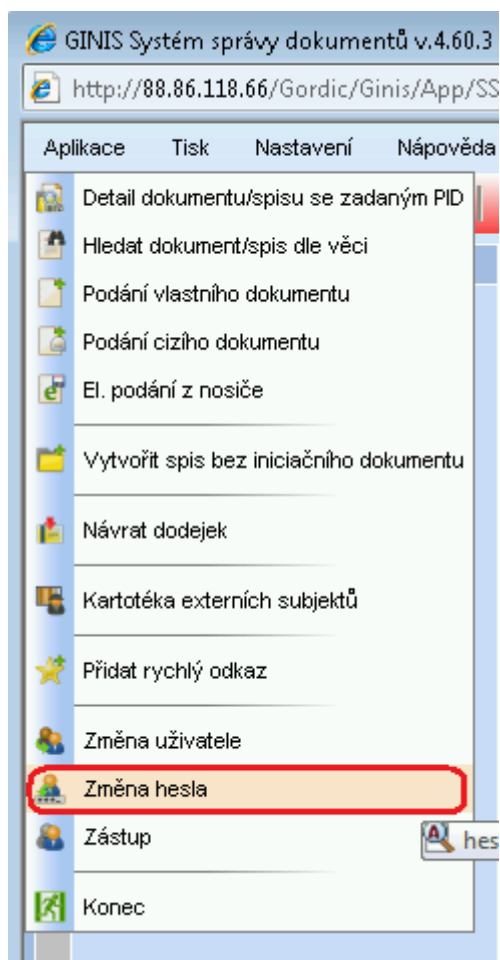 GINIS Systém správy dokumentů v.4.60.3
http://88.86.118.66/Gordic/Ginis/App/SS
Aplikace Tisk Nastavení Nápověda
Detail dokumentu/spisu se zadaným PID
Hledat dokument/spis dle věci
Podání vlastního dokumentu
Podání cizího dokumentu
El. podání z nosiče
Vytvořit spis bez iniciačního dokumentu
Návrat dodejek
Kartotéka externích subjektů
Přidat rychlý odkaz
Změna uživatele
Změna hesla
Zástup
hes
Konec